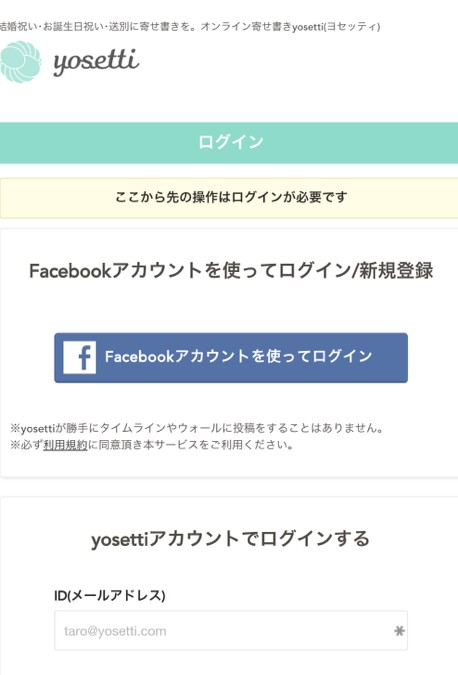 結婚祝い･お誕生日祝い･送別に寄せ書きを。オンライン寄せ書きyosetti(ヨセッティ)
yosetti
ログイン
ここから先の操作はログインが必要です
Facebookアカウントを使ってログイン/新規登録
f Facebookアカウントを使ってログイン
※yosettiが勝手にタイムラインやウォールに投稿をすることはありません。
※必ず利用規約に同意頂き本サービスをご利用ください。
yosettiアカウントでログインする
ID(メールアドレス)
taro@yosetti.com